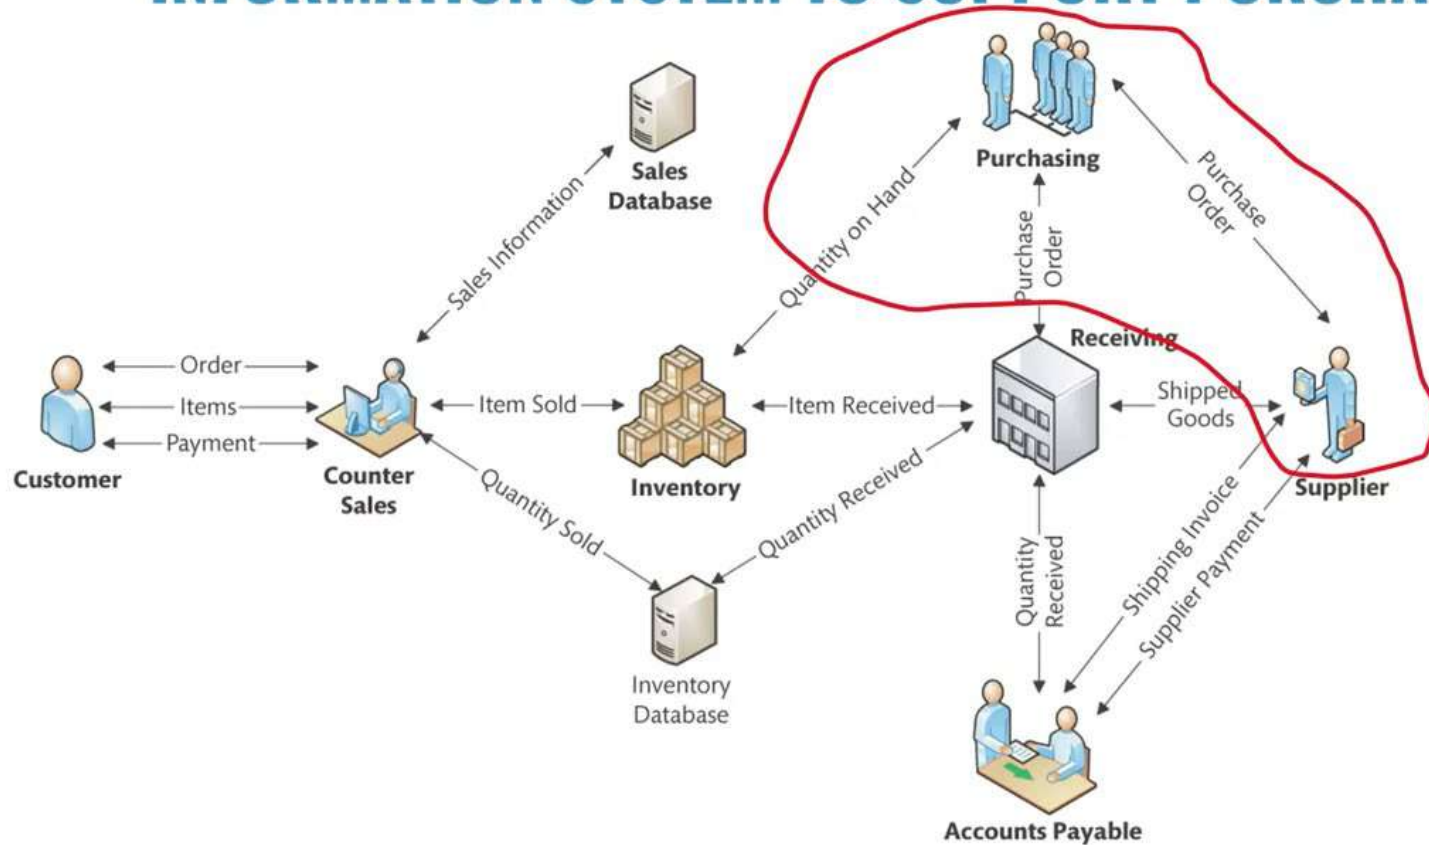 Purchasing
Sales
Database
Sales Information
Quantity on Hand
Purchase
Order
Purchase
Order
Receiving
Order
Items
Payment
Customer
Counter
Sales
Item Sold
Inventory
Item Received
Shipped
Goods
Supplier
Quantity Sold
Quantity Received
Quantity
Received
Shipping Invoice
Supplier Payment
Inventory
Database
Accounts Payable